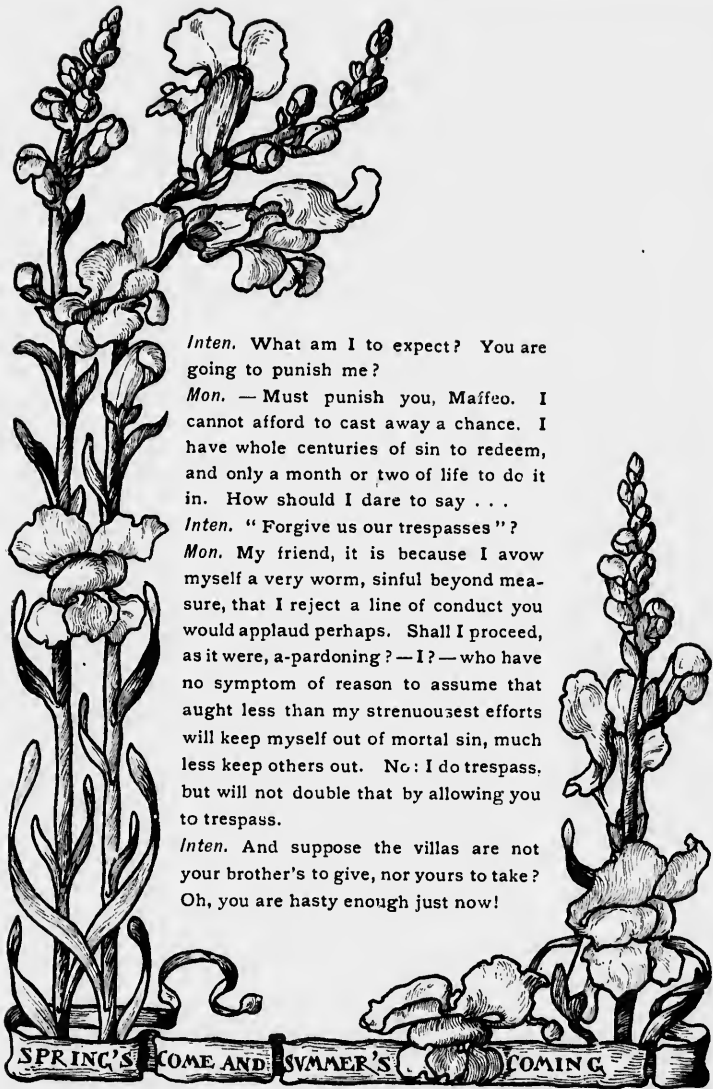 Inten. What am I to expect? You are
going to punish me?
Mon. — Must punish you, Maffeo. I
cannot afford to cast away a chance. I
have whole centuries of sin to redeem,
and only a month or two of life to do it
in. How should I dare to say . . .
Inten. “ Forgive us our trespasses ” ?
Mon. My friend, it is because I avow
myself a very worm, sinful beyond mea-
sure, that I reject a line of conduct you
would applaud perhaps. Shall I proceed,
as it were, a-pardoning ? — I ? — who have
no symptom of reason to assume that
aught less than my strenuousest efforts
will keep myself out of mortal sin, much
less keep others out. No : I do trespass,
but will not double that by allowing you
to trespass.
Inten. And suppose the villas are not
your brother's to give, nor yours to take ?
Oh, you are hasty enough just now!
SPRING'S COME AND SVMMER'S COMING